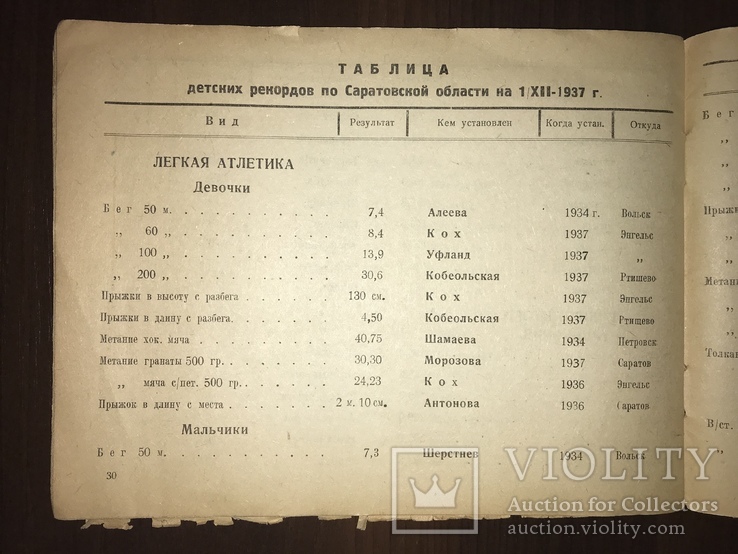 ТАБЛИЦА
детских рекордов по Саратовской области на 1/XII-1937 г.
Вид Результат Кем установлен Когда устан. Откуда
ЛЕГКАЯ АТЛЕТИКА
Девочки
Бег 50 м. 7,4 Алеева 1934 г. Вольск
„ 60 „ 8,4 Кох 1937 Энгельс
„ 100 „ 13,9 Уфланд 1937 „
„ 200 „ 30,6 Кобеольская 1937 Ртишево
Прыжки в высоту с разбега 130 см. Кох 1937 Энгельс
Прыжки в длину с разбега. 4,50 Кобеольская 1937 Ртищево
Метание хок. мяча 40,75 Шамаева 1934 Петровск
Метание гранаты 500 гр. 30,30 Морозова 1937 Саратов
„ мяча с/пет. 500 гр. 24,23 Кох 1936 Энгельс
Прыжок в длину с места 2 м. 10 см. Антонова 1936 Саратов
Мальчики
Бег 50 м. 7,3 Шерстнев 1934 Вольск
30
Бег
„
„
„
Прыжки
„
„
Метани
„
„
Толкан
В/ст.
„
VIOLITY
Auction for Collectors
auction.violity.com